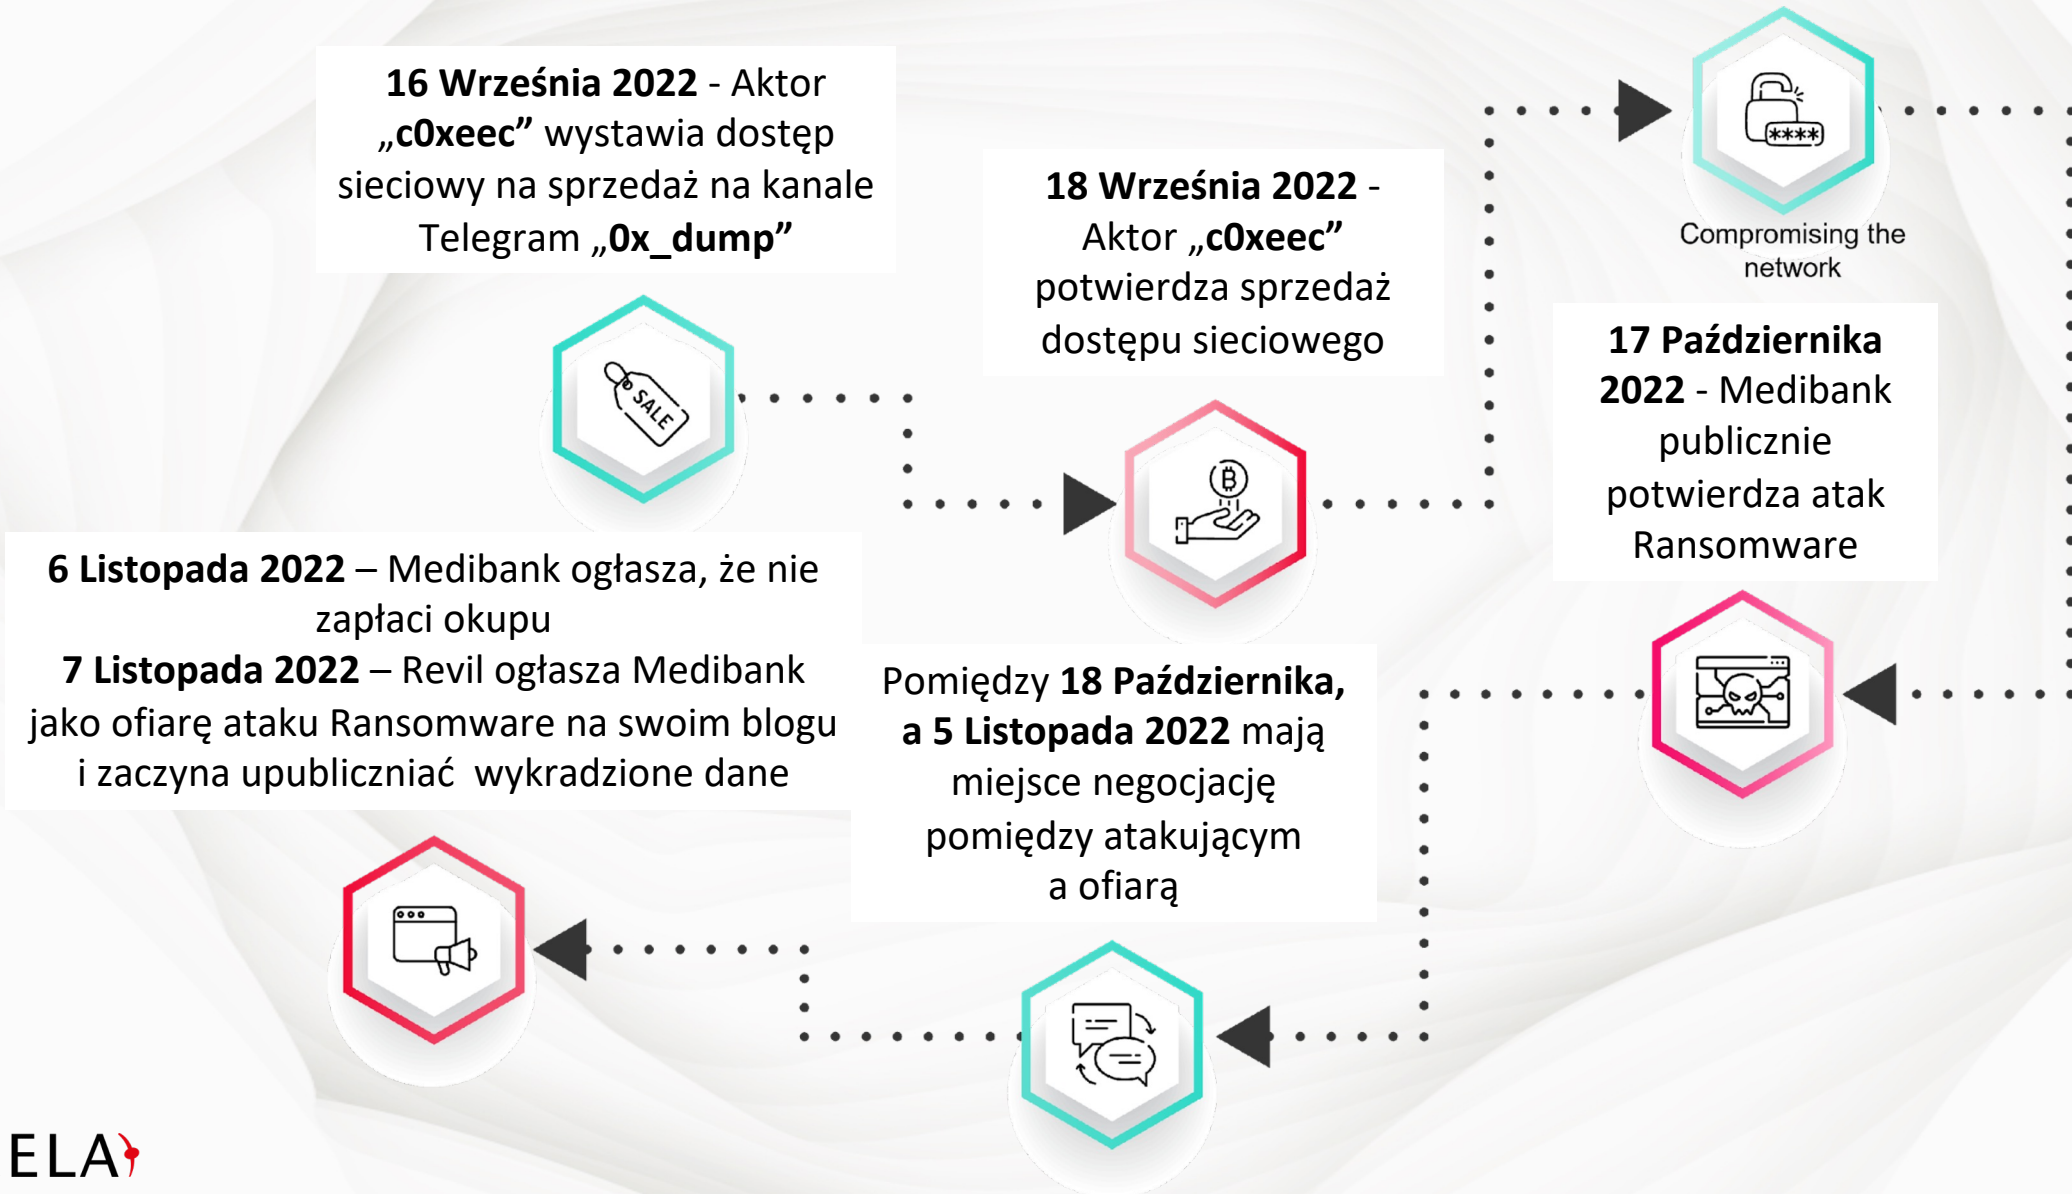 16 Września 2022 - Aktor
„c0xeec” wystawia dostęp
sieciowy na sprzedaż na kanale
Telegram „0x_dump”
SALE
18 Września 2022 -
Aktor „c0xeec”
potwierdza sprzedaż
dostępu sieciowego
****
Compromising the
network
17 Października
2022 - Medibank
publicznie
potwierdza atak
Ransomware
Pomiędzy 18 Października,
a 5 Listopada 2022 mają
miejsce negocjację
pomiędzy atakującym
a ofiarą
6 Listopada 2022 – Medibank ogłasza, że nie
zapłaci okupu
7 Listopada 2022 – Revil ogłasza Medibank
jako ofiarę ataku Ransomware na swoim blogu
i zaczyna upubliczniać  wykradzione dane
ELA